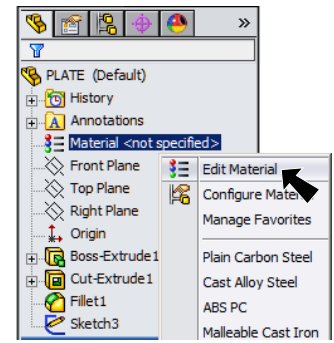 »
PLATE (Default)
History
A Annotations
Material <not specified>
Front Plane
Top Plane
Right Plane
Origin
Boss-Extrude1
Cut-Extrude1
Fillet1
Sketch3
Edit Material
Configure Mater
Manage Favorites
Plain Carbon Steel
Cast Alloy Steel
ABS PC
Malleable Cast Iron